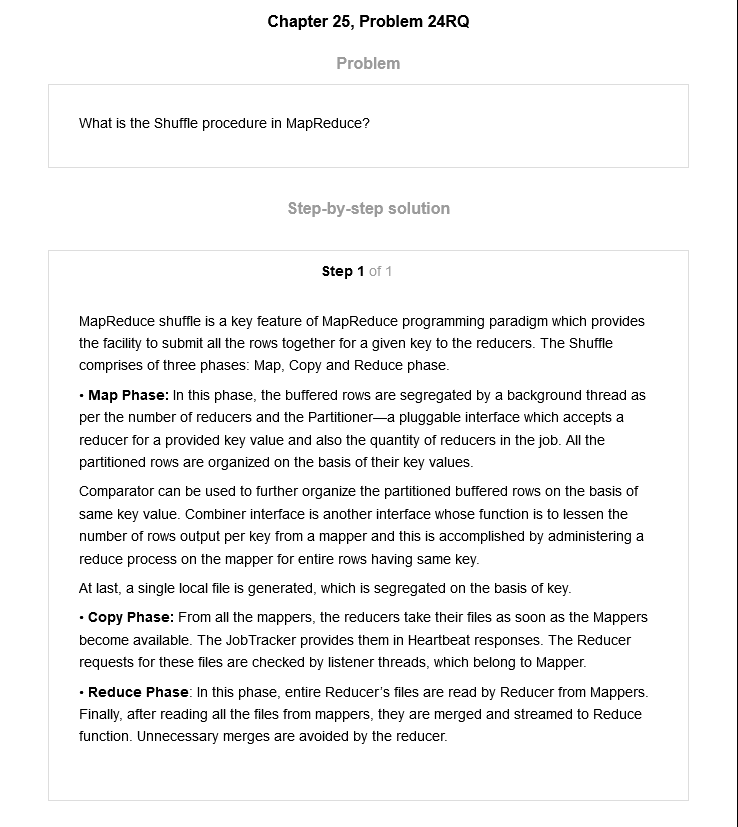 Chapter 25, Problem 24RQ
Problem
What is the Shuffle procedure in MapReduce?
Step-by-step solution
Step 1 of 1
MapReduce shuffle is a key feature of MapReduce programming paradigm which provides
the facility to submit all the rows together for a given key to the reducers. The Shuffle
comprises of three phases: Map, Copy and Reduce phase.
• Map Phase: In this phase, the buffered rows are segregated by a background thread as
per the number of reducers and the Partitioner—a pluggable interface which accepts a
reducer for a provided key value and also the quantity of reducers in the job. All the
partitioned rows are organized on the basis of their key values.
Comparator can be used to further organize the partitioned buffered rows on the basis of
same key value. Combiner interface is another interface whose function is to lessen the
number of rows output per key from a mapper and this is accomplished by administering a
reduce process on the mapper for entire rows having same key.
At last, a single local file is generated, which is segregated on the basis of key.
• Copy Phase: From all the mappers, the reducers take their files as soon as the Mappers
become available. The JobTracker provides them in Heartbeat responses. The Reducer
requests for these files are checked by listener threads, which belong to Mapper.
• Reduce Phase: In this phase, entire Reducer's files are read by Reducer from Mappers.
Finally, after reading all the files from mappers, they are merged and streamed to Reduce
function. Unnecessary merges are avoided by the reducer.